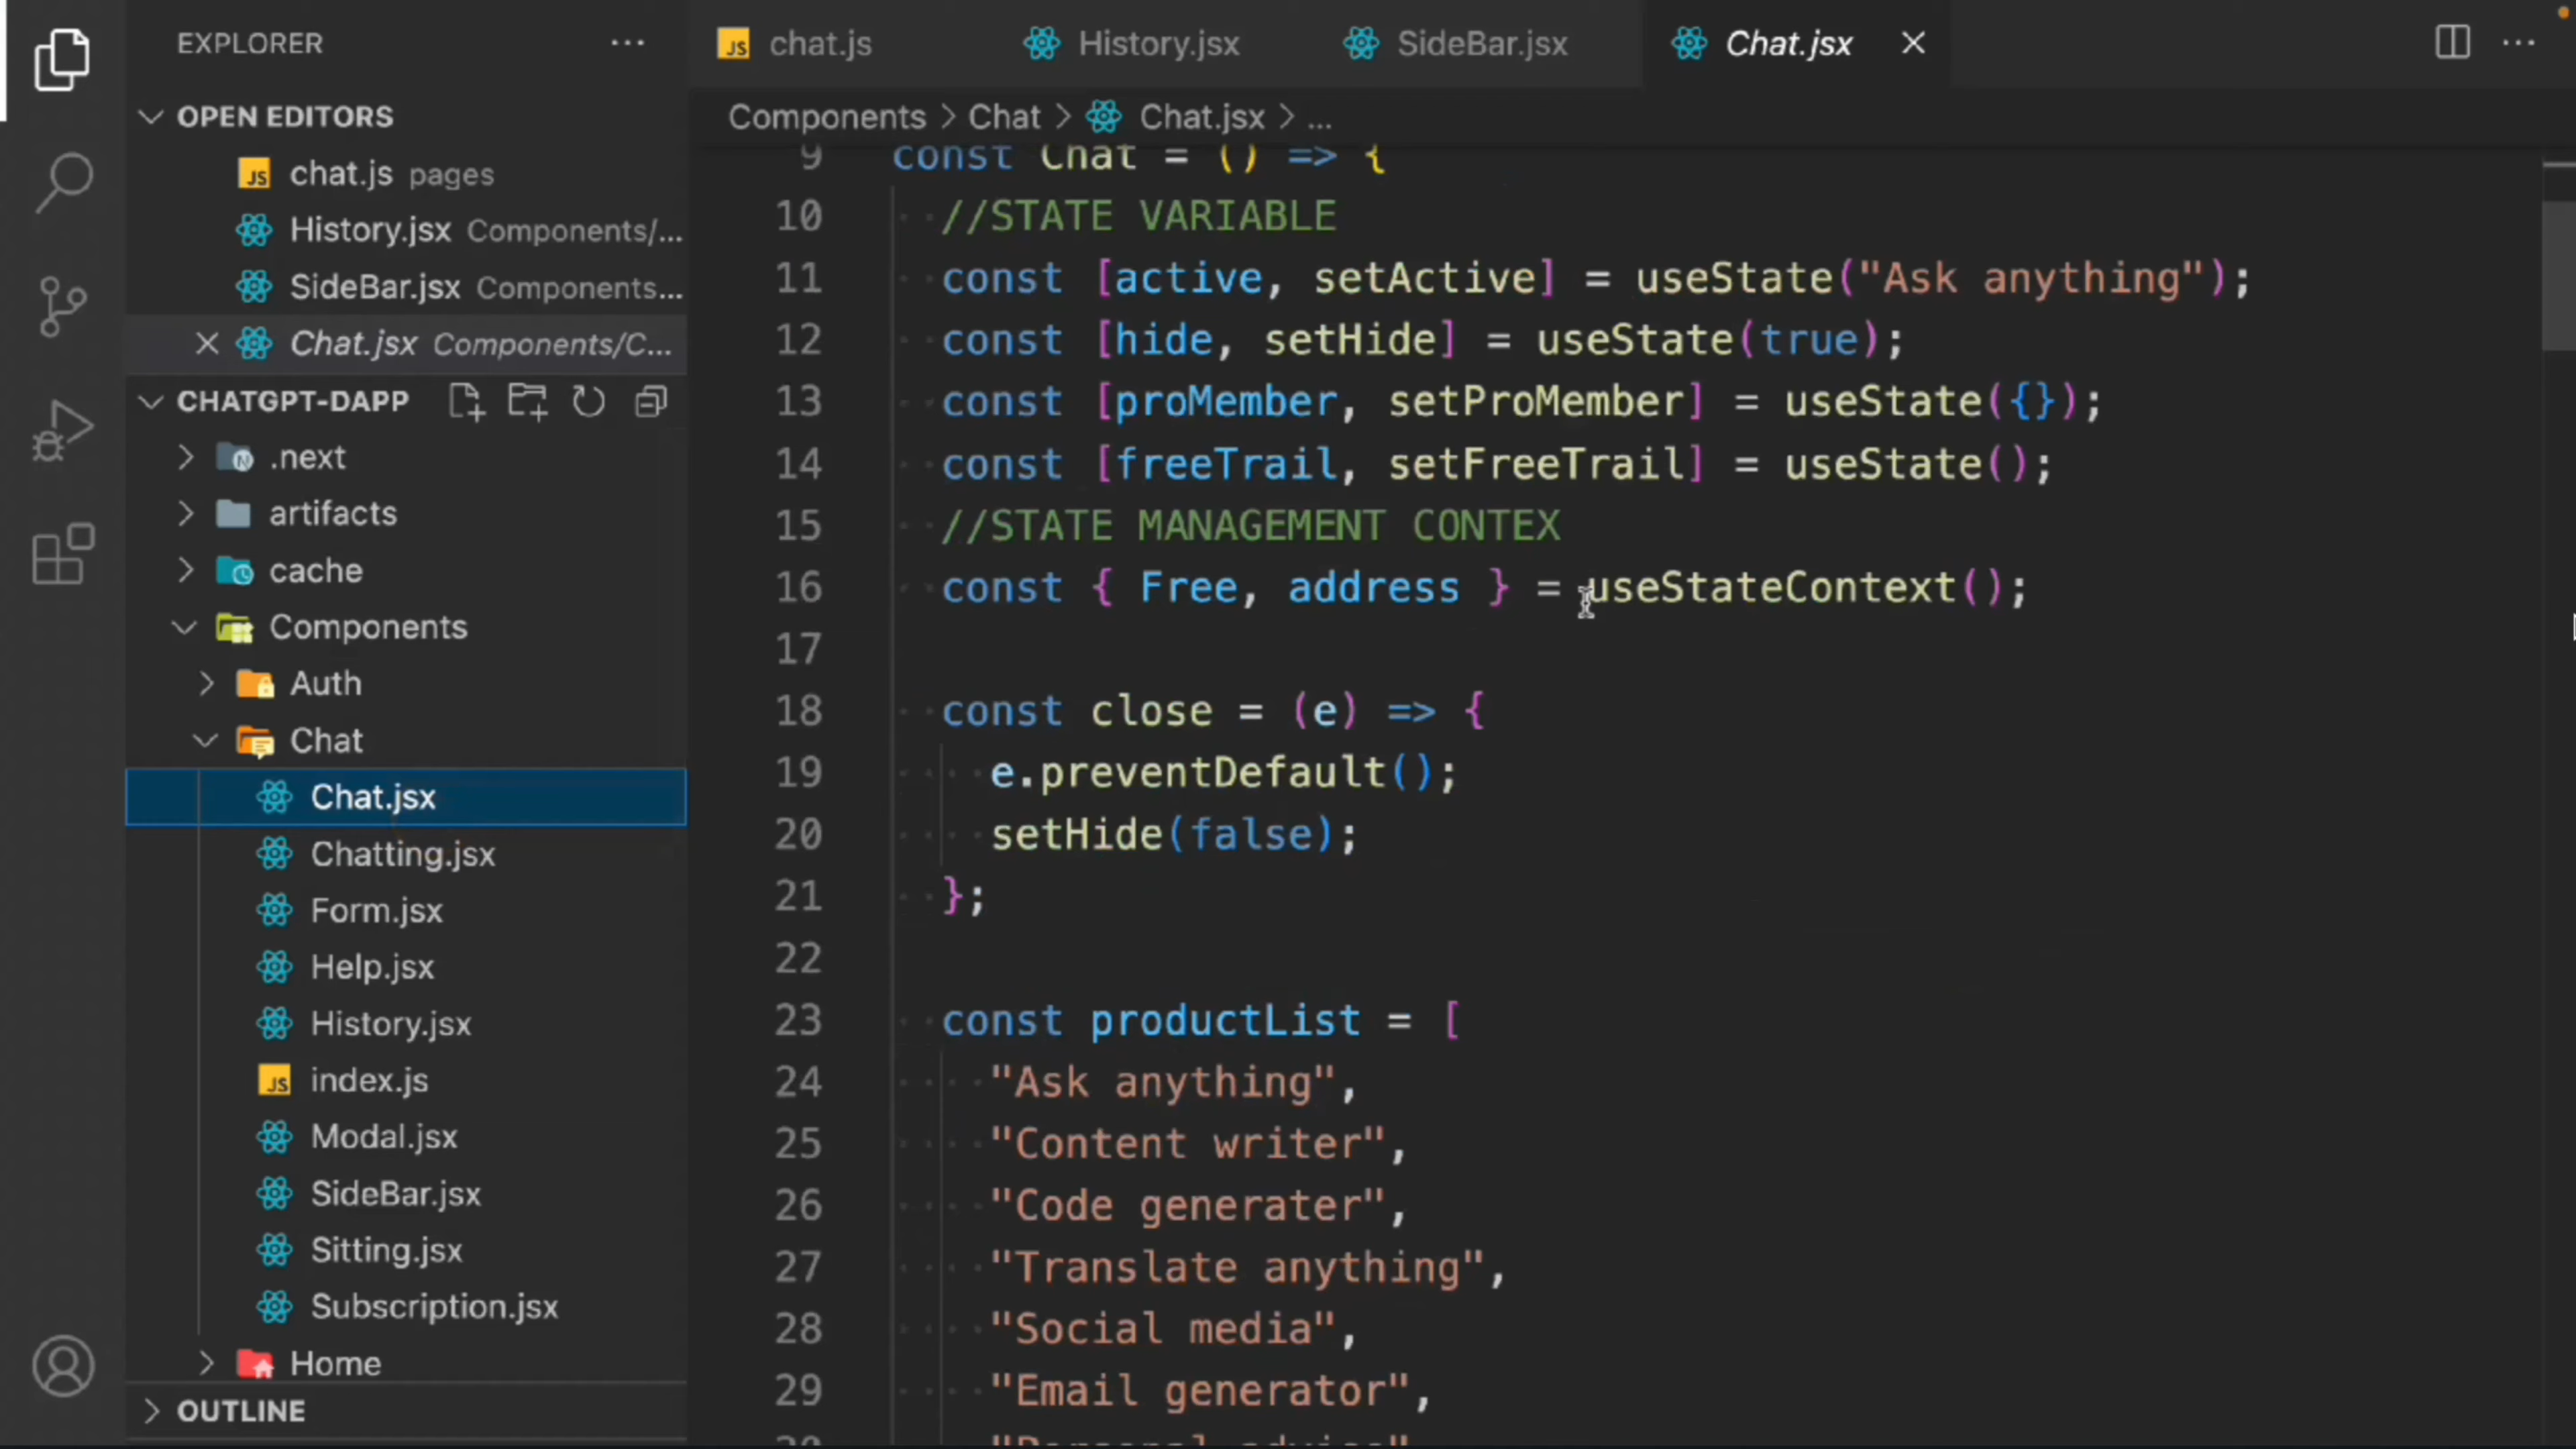 EXPLORER
OPEN EDITORS
JS chat.js pages
History.jsx Components/...
SideBar.jsx Components...
Chat.jsx Components/C...
CHATGPT-DAPP
.next
artifacts
cache
Components
Auth
Chat
Chat.jsx
Chatting.jsx
Form.jsx
Help.jsx
History.jsx
JS index.js
Modal.jsx
SideBar.jsx
Sitting.jsx
Subscription.jsx
Home
OUTLINE
JS chat.js History.jsx SideBar.jsx Chat.jsx
Components > Chat > Chat.jsx > ...
9 const Chat = () => {
10 //STATE VARIABLE
11 const [active, setActive] = useState("Ask anything");
12 const [hide, setHide] = useState(true);
13 const [proMember, setProMember] = useState({});
14 const [freeTrail, setFreeTrail] = useState();
15 //STATE MANAGEMENT CONTEX
16 const { Free, address } = useStateContext();
17
18 const close = (e) => {
19 e.preventDefault();
20 setHide(false);
21 };
22
23 const productList = [
24 "Ask anything",
25 "Content writer",
26 "Code generater",
27 "Translate anything",
28 "Social media",
29 "Email generator",